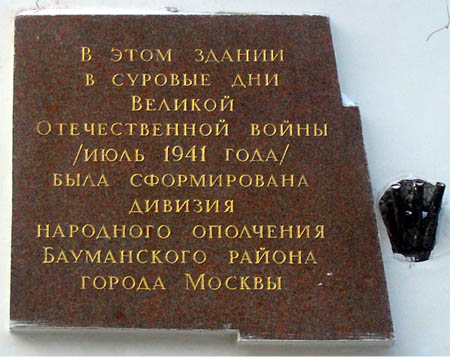 В ЭТОМ ЗДАНИИ
В СУРОВЫЕ ДНИ
ВЕЛИКОЙ
ОТЕЧЕСТВЕННОЙ ВОЙНЫ
/ИЮЛЬ 1941 ГОДА/
БЫЛА СФОРМИРОВАНА
ДИВИЗИЯ
НАРОДНОГО ОПОЛЧЕНИЯ
БАУМАНСКОГО РАЙОНА
ГОРОДА МОСКВЫ